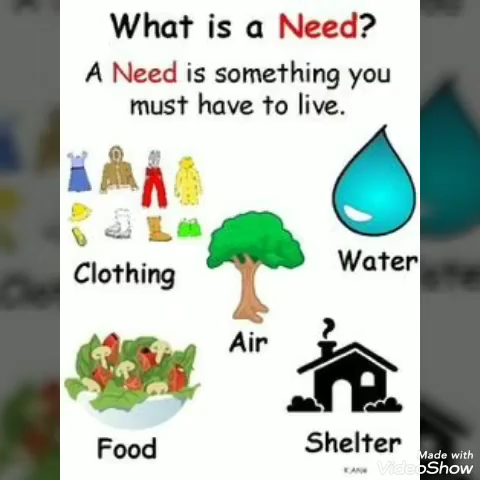 What is a Need?
A Need is something you
must have to live.
Clothing
Water
Air
Food
Shelter
Made with
VideoShow